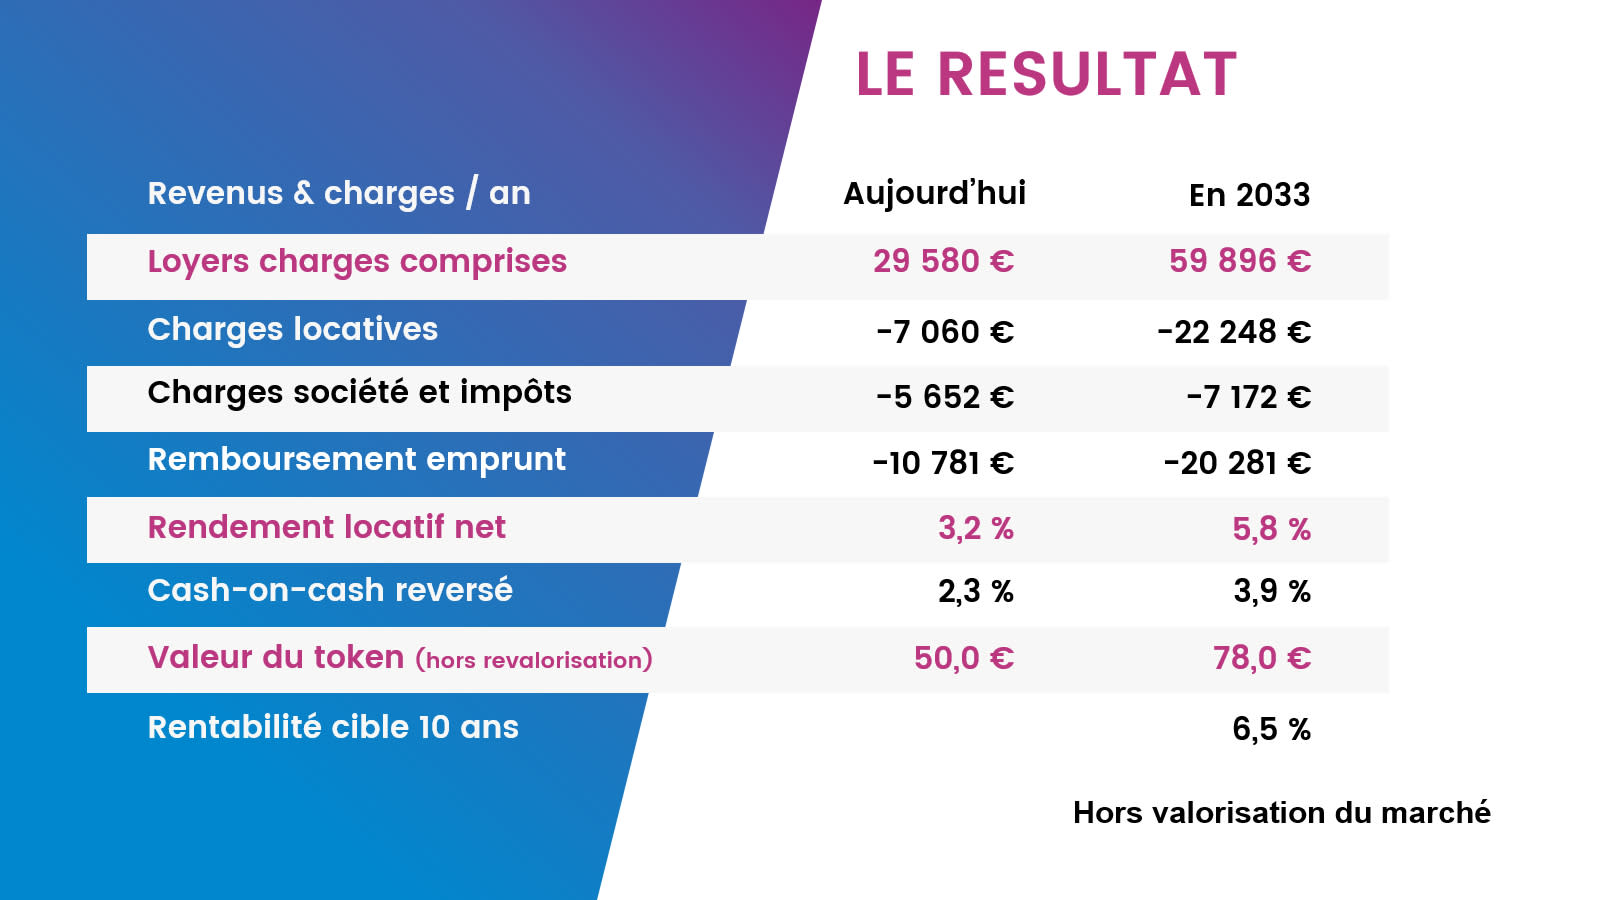 LE RESULTAT
Revenus & charges / an Aujourd’hui En 2033
Loyers charges comprises 29 580 € 59 896 €
Charges locatives -7 060 € -22 248 €
Charges société et impôts -5 652 € -7 172 €
Remboursement emprunt -10 781 € -20 281 €
Rendement locatif net 3,2 % 5,8 %
Cash-on-cash reversé 2,3 % 3,9 %
Valeur du token (hors revalorisation) 50,0 € 78,0 €
Rentabilité cible 10 ans 6,5 %
Hors valorisation du marché